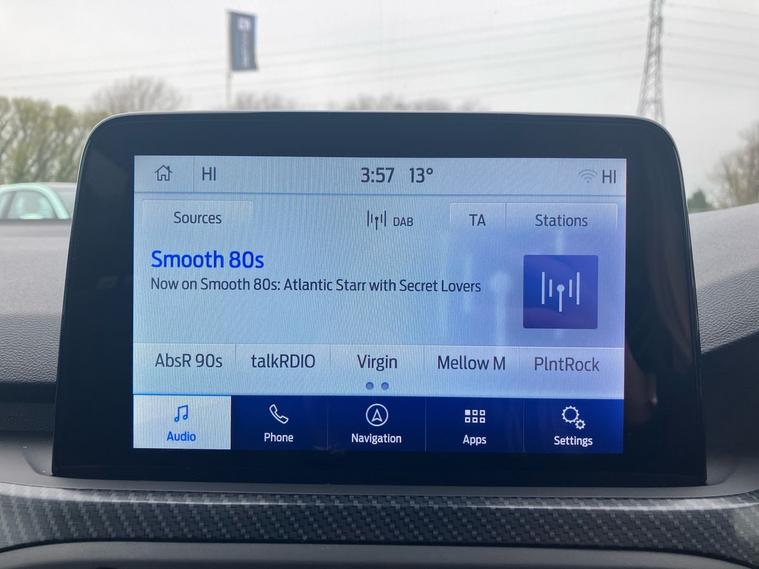 HI 3:57 13° HI
Sources DAB TA Stations
Smooth 80s
Now on Smooth 80s: Atlantic Starr with Secret Lovers
AbsR 90s talkRDIO Virgin Mellow M PlntRock
Audio Phone Navigation Apps Settings